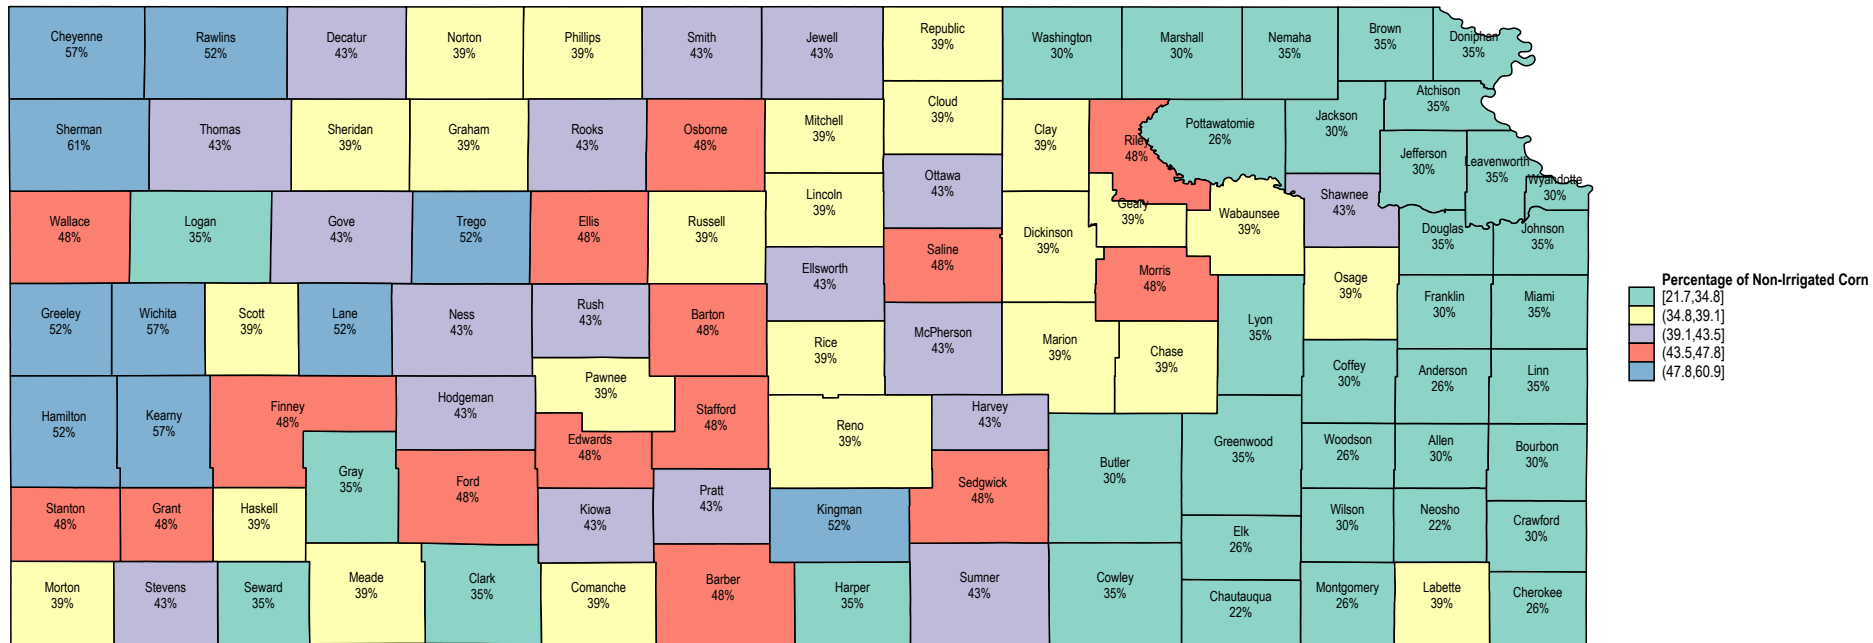 Cheyenne
57%
Rawlins
52%
Decatur
43%
Norton
39%
Phillips
39%
Smith
43%
Jewell
43%
Republic
39%
Washington
30%
Marshall
30%
Nemaha
35%
Brown
35%
Doniphan
35%
Sherman
61%
Thomas
43%
Sheridan
39%
Graham
39%
Rooks
43%
Osborne
48%
Mitchell
39%
Cloud
39%
Clay
39%
Riley
48%
Pottawatomie
26%
Jackson
30%
Atchison
35%
Jefferson
30%
Leavenworth
35%
Wyandotte
30%
Wallace
48%
Logan
35%
Gove
43%
Trego
52%
Ellis
48%
Russell
39%
Lincoln
39%
Ottawa
43%
Dickinson
39%
Geary
39%
Wabaunsee
39%
Shawnee
43%
Douglas
35%
Johnson
35%
Ellsworth
43%
Saline
48%
Morris
48%
Osage
39%
Franklin
30%
Miami
35%
Greeley
52%
Wichita
57%
Scott
39%
Lane
52%
Ness
43%
Rush
43%
Barton
48%
Rice
39%
McPherson
43%
Marion
39%
Chase
39%
Lyon
35%
Coffey
30%
Anderson
26%
Linn
35%
Hamilton
52%
Kearny
57%
Finney
48%
Hodgeman
43%
Pawnee
39%
Edwards
48%
Stafford
48%
Reno
39%
Harvey
43%
Butler
30%
Greenwood
35%
Woodson
26%
Allen
30%
Bourbon
30%
Gray
35%
Ford
48%
Sedgwick
48%
Stanton
48%
Grant
48%
Haskell
39%
Kiowa
43%
Pratt
43%
Kingman
52%
Elk
26%
Wilson
30%
Neosho
22%
Crawford
30%
Morton
39%
Stevens
43%
Seward
35%
Meade
39%
Clark
35%
Comanche
39%
Barber
48%
Harper
35%
Sumner
43%
Cowley
35%
Chautauqua
22%
Montgomery
26%
Labette
39%
Cherokee
26%
Percentage of Non-Irrigated Corn
[21.7,34.8]
(34.8,39.1]
(39.1,43.5]
(43.5,47.8]
(47.8,60.9]